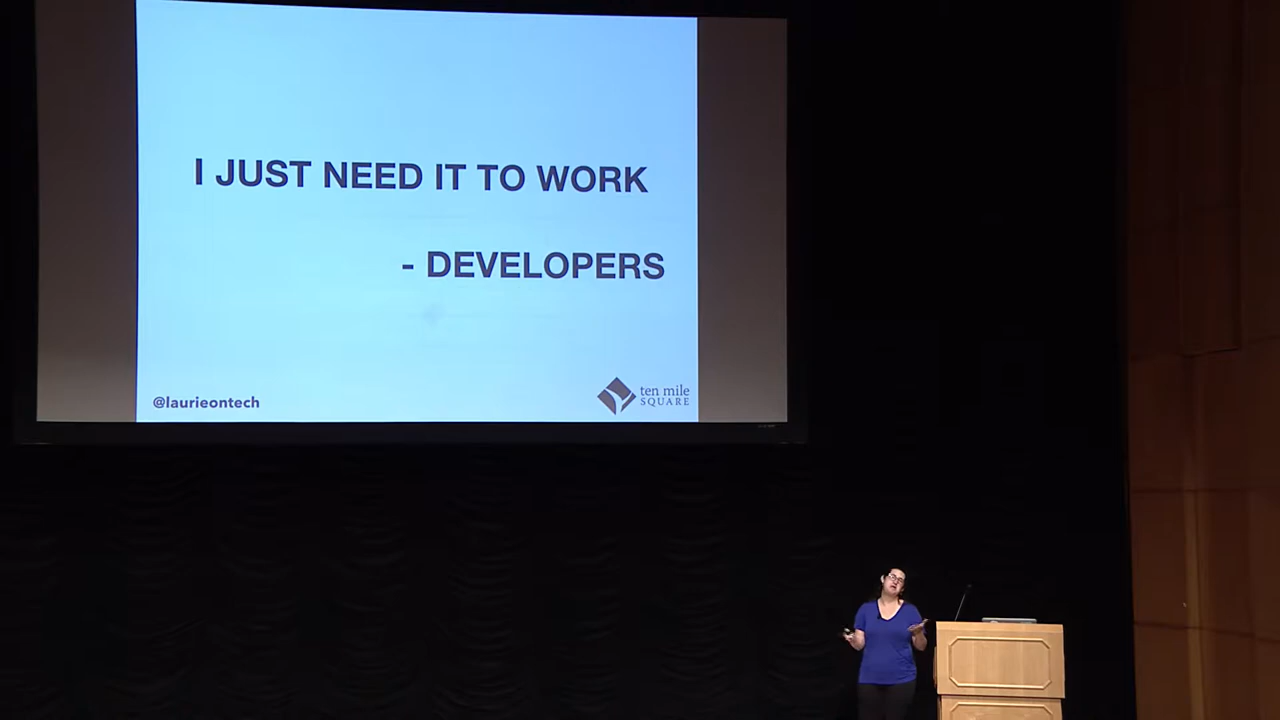 I JUST NEED IT TO WORK
- DEVELOPERS
@laurieontech
ten mile
SQUARE